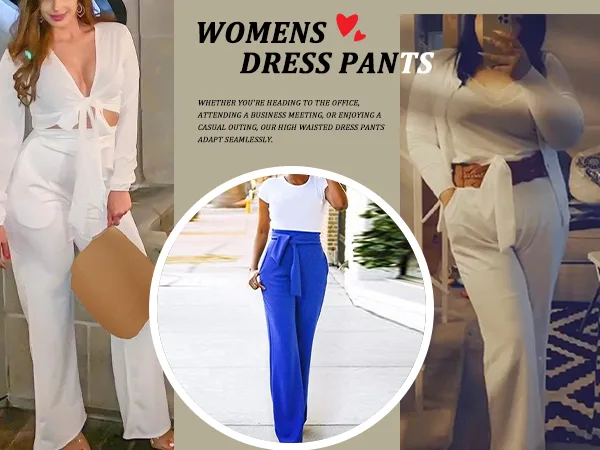 WOMENS
DRESS PANTS
WHETHER YOU'RE HEADING TO THE OFFICE,
ATTENDING A BUSINESS MEETING, OR ENJOYING A
CASUAL OUTING, OUR HIGH WAISTED DRESS PANTS
ADAPT SEAMLESSLY.